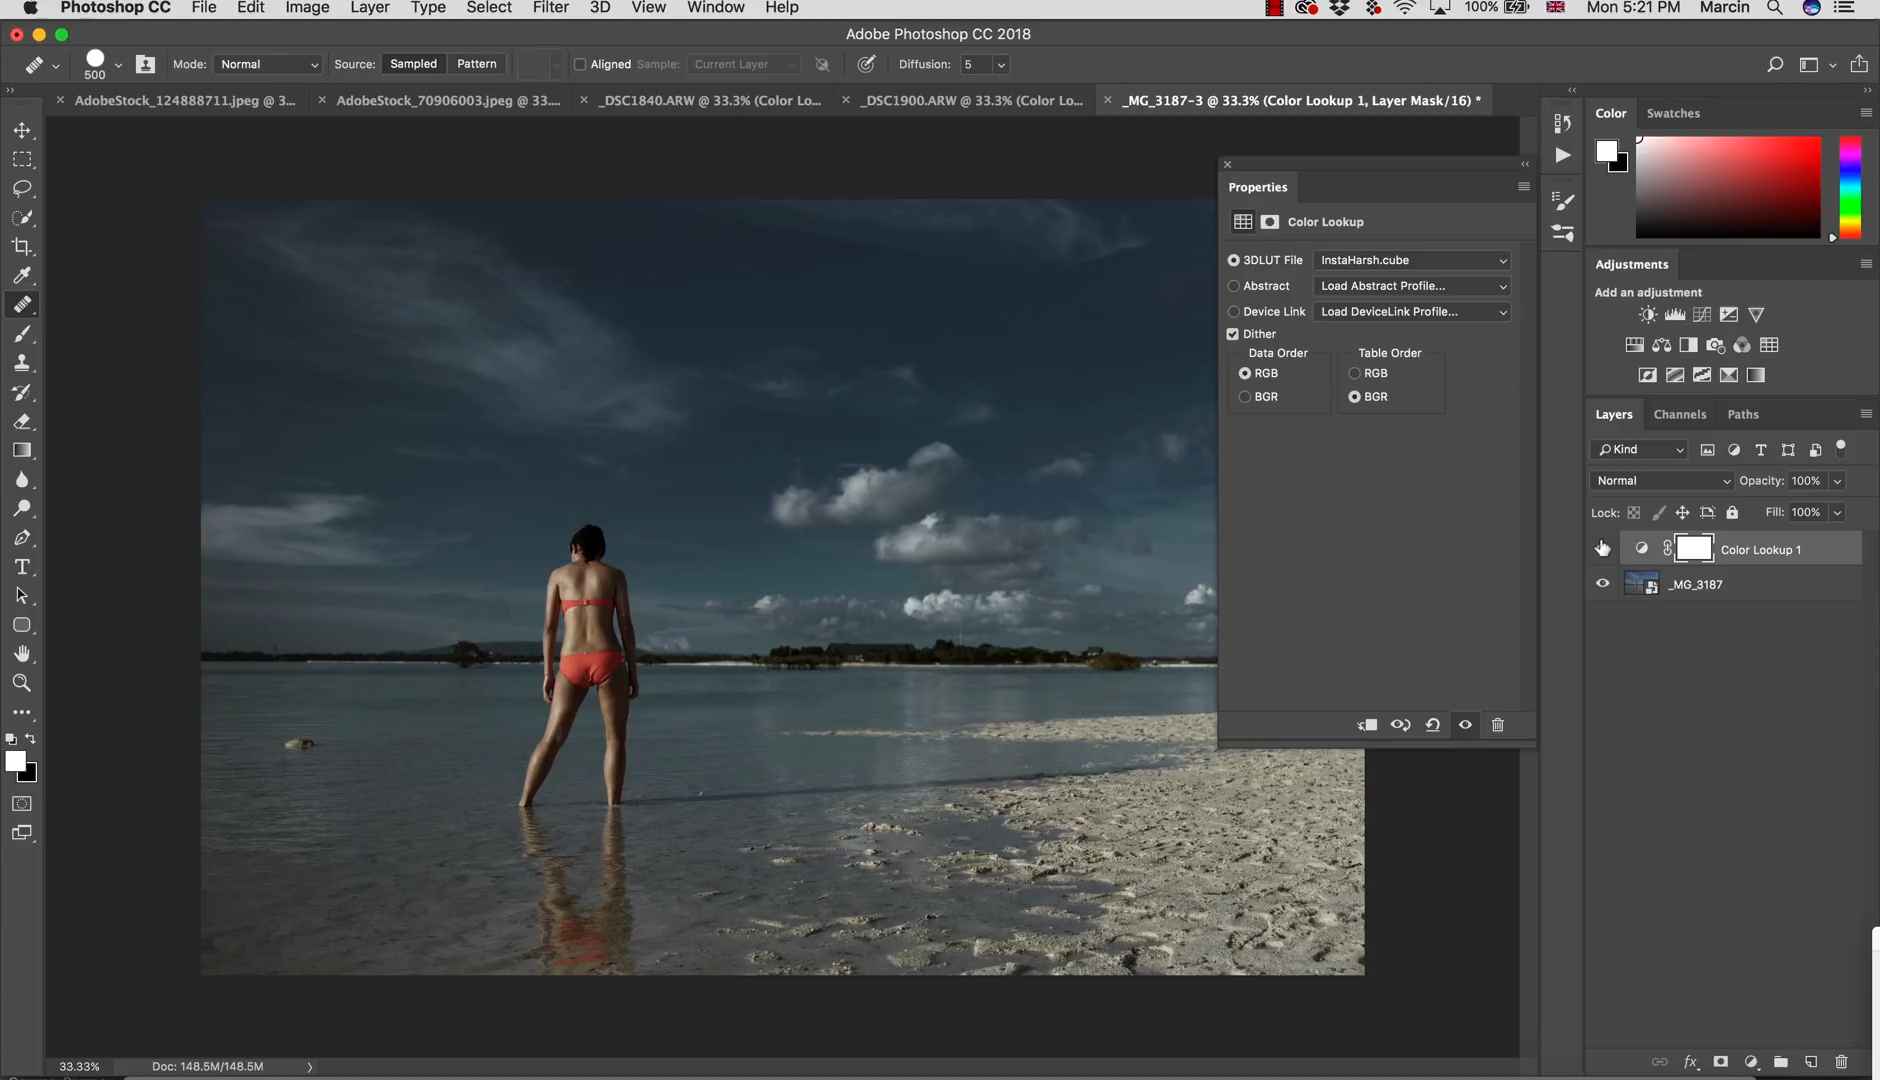 Photoshop CC File Edit Image Layer Type Select Filter 3D View Window Help 100% Mon 5:21 PM Marcin
Adobe Photoshop CC 2018
500 Mode: Normal Source: Sampled Pattern Aligned Sample: Current Layer Diffusion: 5
AdobeStock_124888711.jpeg @ 3... AdobeStock_70906003.jpeg @ 33.... _DSC1840.ARW @ 33.3% (Color Lo... _DSC1900.ARW @ 33.3% (Color Lo... _MG_3187-3 @ 33.3% (Color Lookup 1, Layer Mask/16) *
Color Swatches
Properties
Color Lookup
3DLUT File InstaHarsh.cube
Abstract Load Abstract Profile...
Device Link Load DeviceLink Profile...
Dither
Data Order Table Order
RGB RGB
BGR BGR
Adjustments
Add an adjustment
Layers Channels Paths
Kind
Normal Opacity: 100%
Lock: Fill: 100%
Color Lookup 1
_MG_3187
fx
33.33% Doc: 148.5M/148.5M